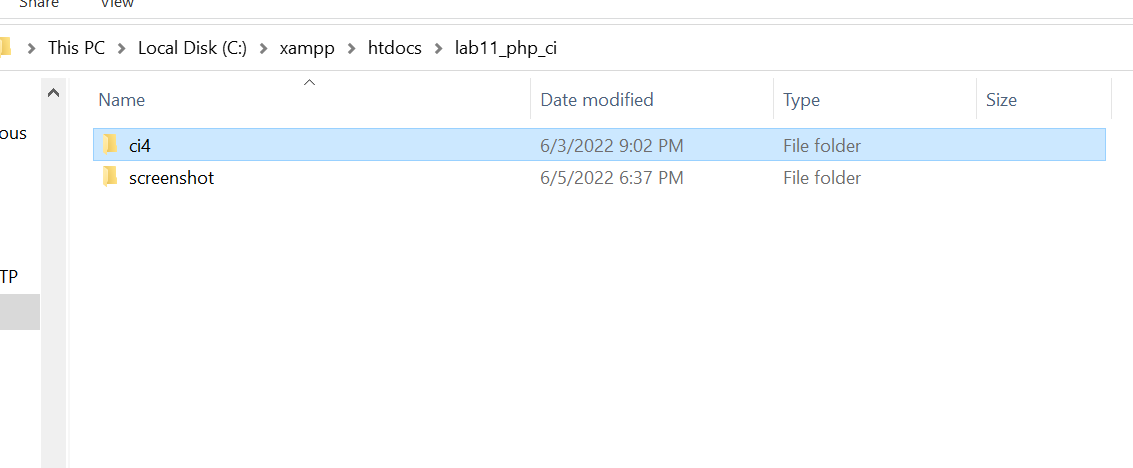 Share View
This PC > Local Disk (C:) > xampp > htdocs > lab11_php_ci
Name Date modified Type Size
ous
ci4 6/3/2022 9:02 PM File folder
screenshot 6/5/2022 6:37 PM File folder
TP